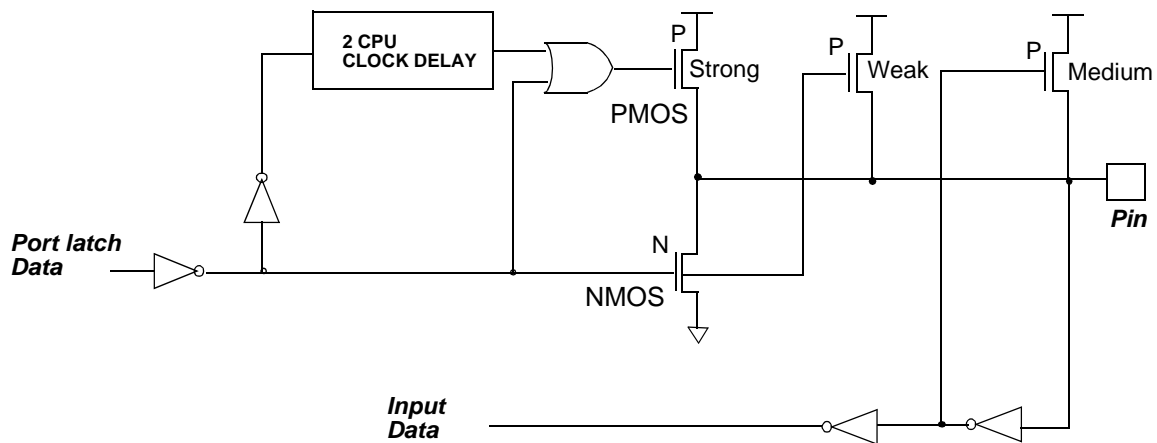 2 CPU
CLOCK DELAY
P
Strong
PMOS
P
Weak
P
Medium
Pin
Port latch
Data
N
NMOS
Input
Data